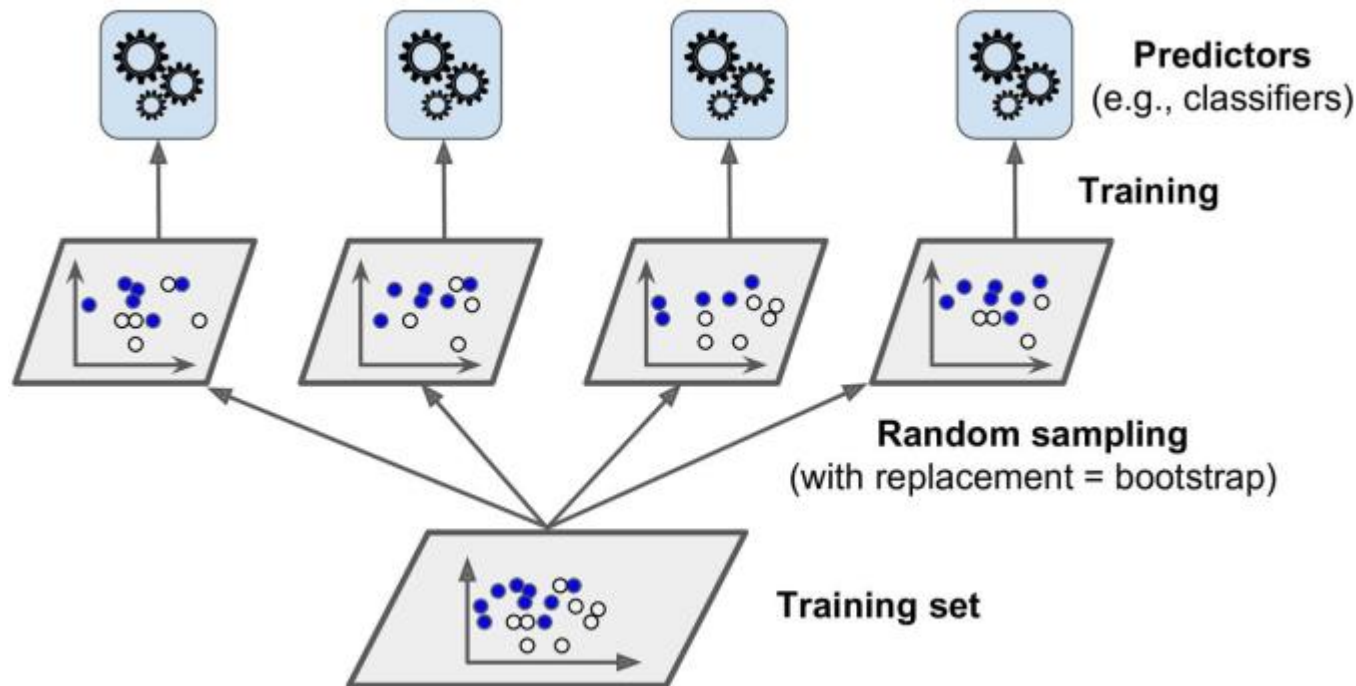 Predictors
(e.g., classifiers)
Training
Random sampling
(with replacement = bootstrap)
Training set